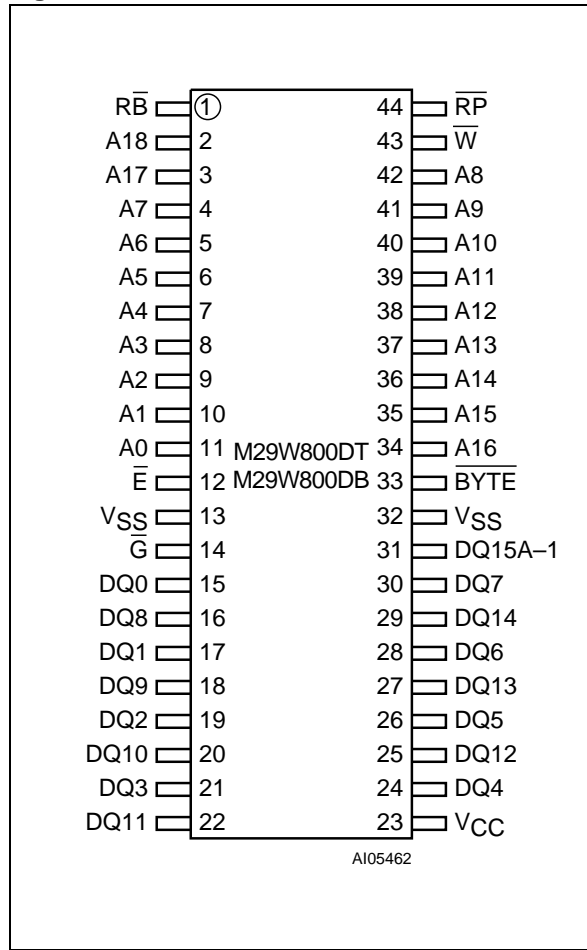 RB̅ 1 44 R̅P̅
A18 2 43 W̅
A17 3 42 A8
A7 4 41 A9
A6 5 40 A10
A5 6 39 A11
A4 7 38 A12
A3 8 37 A13
A2 9 36 A14
A1 10 35 A15
A0 11 M29W800DT 34 A16
E̅ 12 M29W800DB 33 B̅Y̅T̅E̅
VSS 13 32 VSS
G̅ 14 31 DQ15A–1
DQ0 15 30 DQ7
DQ8 16 29 DQ14
DQ1 17 28 DQ6
DQ9 18 27 DQ13
DQ2 19 26 DQ5
DQ10 20 25 DQ12
DQ3 21 24 DQ4
DQ11 22 23 VCC
AI05462